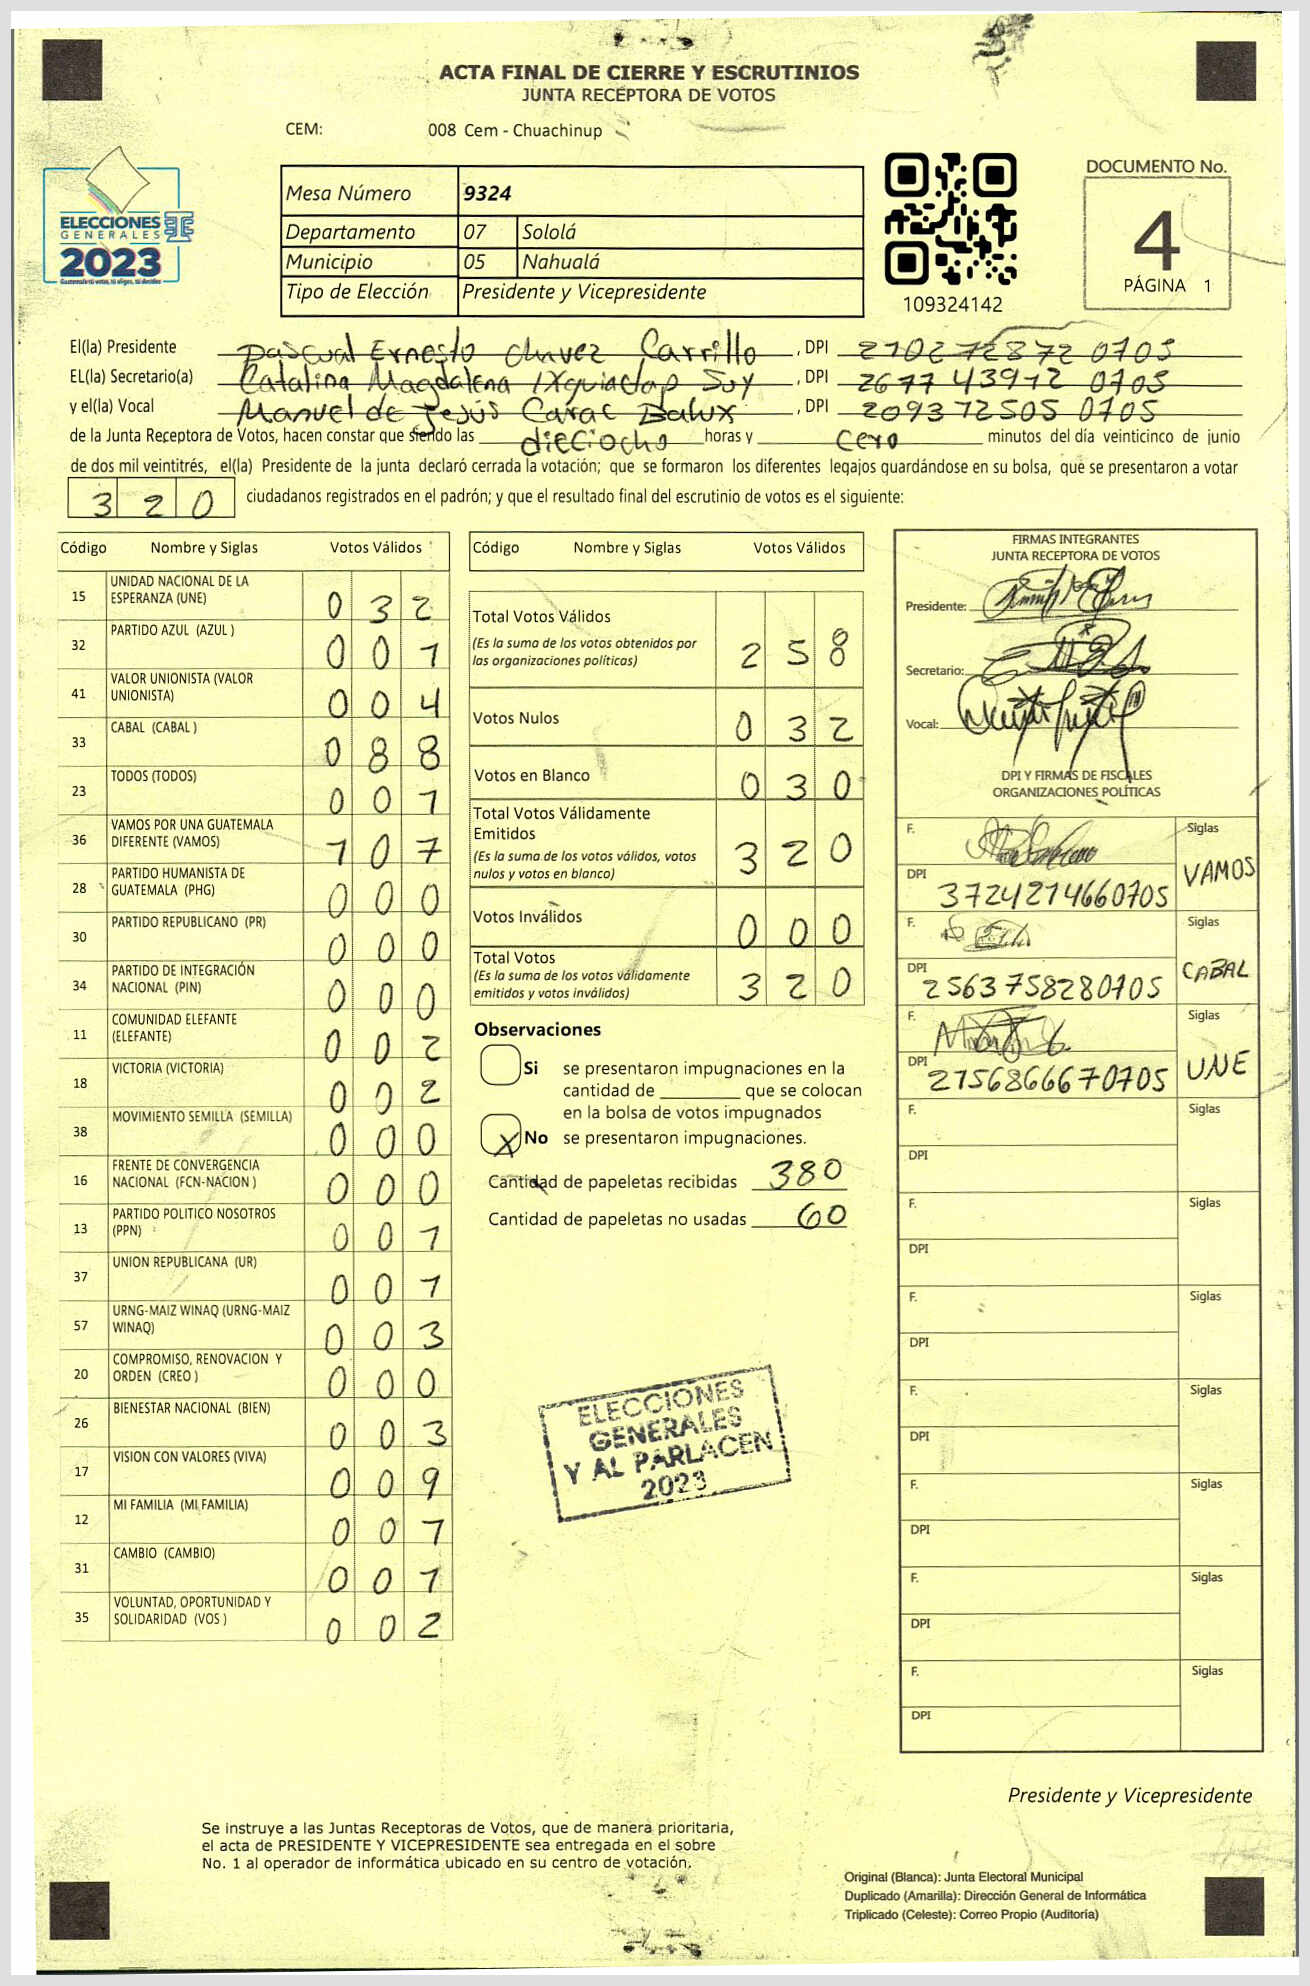 ACTA FINAL DE CIERRE Y ESCRUTINIOS
JUNTA RECEPTORA DE VOTOS
CEM: 008 Cem - Chuachinup
ELECCIONES
GENERALES
2023
Guatemala tú votas, tú eliges, tú decides
Mesa Número 9324
Departamento 07 Sololá
Municipio 05 Nahualá
Tipo de Elección Presidente y Vicepresidente
109324142
DOCUMENTO No.
4
PÁGINA 1
El(la) Presidente Pascual Ernesto Chavez Carrillo, DPI 2702728720705
EL(la) Secretario(a) Catalina Magdalena Ixquiactap Suy, DPI 2677439120705
y el(la) Vocal Manuel de Jesús Carac Balux, DPI 2093725050705
de la Junta Receptora de Votos, hacen constar que siendo las dieciocho horas y cero minutos del día veinticinco de junio
de dos mil veintitrés, el(la) Presidente de la junta declaró cerrada la votación; que se formaron los diferentes legajos guardándose en su bolsa, que se presentaron a votar
320 ciudadanos registrados en el padrón; y que el resultado final del escrutinio de votos es el siguiente:
Código Nombre y Siglas Votos Válidos
15 UNIDAD NACIONAL DE LA ESPERANZA (UNE) 032
32 PARTIDO AZUL (AZUL ) 001
41 VALOR UNIONISTA (VALOR UNIONISTA) 004
33 CABAL (CABAL ) 088
23 TODOS (TODOS) 001
36 VAMOS POR UNA GUATEMALA DIFERENTE (VAMOS) 107
28 PARTIDO HUMANISTA DE GUATEMALA (PHG) 000
30 PARTIDO REPUBLICANO (PR) 000
34 PARTIDO DE INTEGRACIÓN NACIONAL (PIN) 000
11 COMUNIDAD ELEFANTE (ELEFANTE) 002
18 VICTORIA (VICTORIA) 002
38 MOVIMIENTO SEMILLA (SEMILLA) 000
16 FRENTE DE CONVERGENCIA NACIONAL (FCN-NACION ) 000
13 PARTIDO POLITICO NOSOTROS (PPN) 001
37 UNION REPUBLICANA (UR) 001
57 URNG-MAIZ WINAQ (URNG-MAIZ WINAQ) 003
20 COMPROMISO, RENOVACION Y ORDEN (CREO ) 000
26 BIENESTAR NACIONAL (BIEN) 003
17 VISION CON VALORES (VIVA) 009
12 MI FAMILIA (MI FAMILIA) 001
31 CAMBIO (CAMBIO) 001
35 VOLUNTAD, OPORTUNIDAD Y SOLIDARIDAD (VOS ) 002
Código Nombre y Siglas Votos Válidos
Total Votos Válidos 258
(Es la suma de los votos obtenidos por
las organizaciones políticas)
Votos Nulos 032
Votos en Blanco 030
Total Votos Válidamente
Emitidos 320
(Es la suma de los votos válidos, votos
nulos y votos en blanco)
Votos Inválidos 000
Total Votos 320
(Es la suma de los votos válidamente
emitidos y votos inválidos)
Observaciones
Si se presentaron impugnaciones en la
cantidad de ________ que se colocan
en la bolsa de votos impugnados
X No se presentaron impugnaciones.
Cantidad de papeletas recibidas 380
Cantidad de papeletas no usadas 60
ELECCIONES
GENERALES
Y AL PARLACEN
2023
FIRMAS INTEGRANTES
JUNTA RECEPTORA DE VOTOS
Presidente:
Secretario:
Vocal:
DPI Y FIRMAS DE FISCALES
ORGANIZACIONES POLÍTICAS
F. Siglas
DPI 3724214660705 VAMOS
F. Siglas
DPI 2563758280705 CABAL
F. Siglas
DPI 2756866670705 UNE
F. Siglas
DPI
F. Siglas
DPI
F. Siglas
DPI
F. Siglas
DPI
F. Siglas
DPI
F. Siglas
DPI
F. Siglas
DPI
Presidente y Vicepresidente
Se instruye a las Juntas Receptoras de Votos, que de manera prioritaria,
el acta de PRESIDENTE Y VICEPRESIDENTE sea entregada en el sobre
No. 1 al operador de informática ubicado en su centro de votación.
Original (Blanca): Junta Electoral Municipal
Duplicado (Amarilla): Dirección General de Informática
Triplicado (Celeste): Correo Propio (Auditoría)